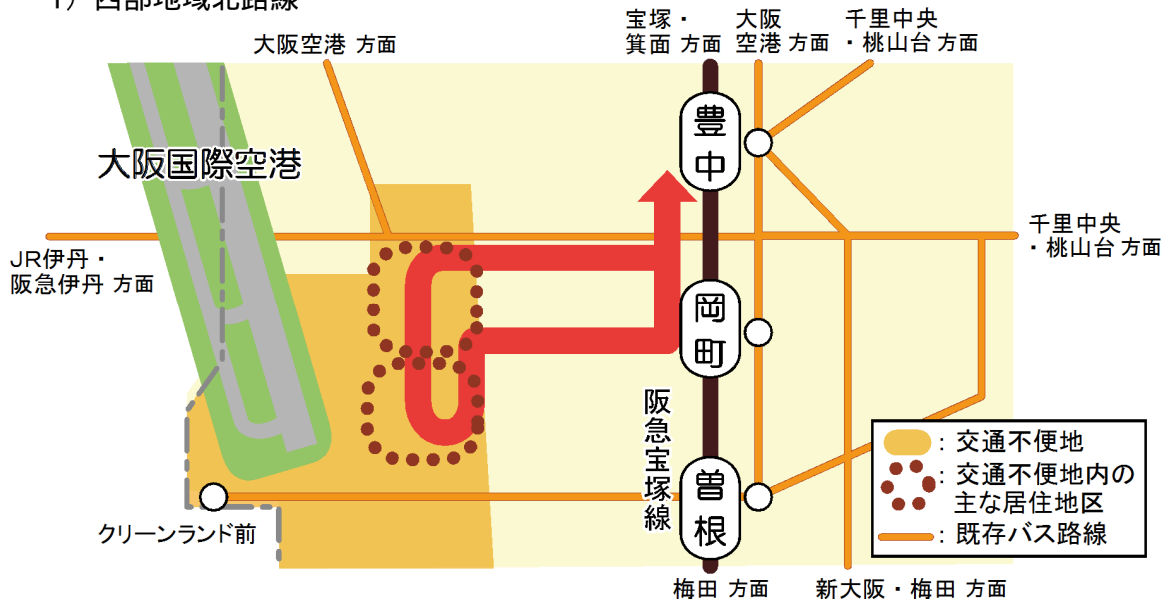 1）西部地域北路線
大阪空港 方面
宝塚・
箕面 方面
大阪
空港 方面
千里中央
・桃山台 方面
豊中
大阪国際空港
千里中央
・桃山台 方面
JR伊丹・
阪急伊丹 方面
岡町
阪急宝塚線
曽根
クリーンランド前
：交通不便地
：交通不便地内の
主な居住地区
：既存バス路線
梅田 方面
新大阪・梅田 方面